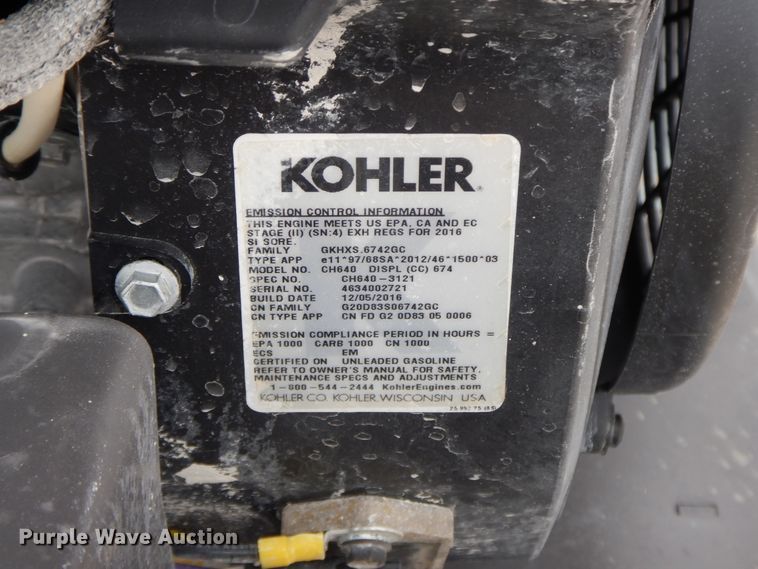 KOHLER®
EMISSION CONTROL INFORMATION
THIS ENGINE MEETS US EPA, CA AND EC
STAGE (II) (SN:4) EXH REGS FOR 2016
SI SORE.
FAMILY GKHXS.6742GC
TYPE APP e11*97/68SA*2012/46*1500*03
MODEL NO. CH640 DISPL (CC) 674
SPEC NO. CH640-3121
SERIAL NO. 4634002721
BUILD DATE 12/05/2016
CN FAMILY G20D83S06742GC
CN TYPE APP CN FD G2 0D83 05 0006
EMISSION COMPLIANCE PERIOD IN HOURS =
EPA 1000 CARB 1000 CN 1000
ECS EM
CERTIFIED ON UNLEADED GASOLINE
REFER TO OWNER'S MANUAL FOR SAFETY,
MAINTENANCE SPECS AND ADJUSTMENTS
1-800-544-2444 KohlerEngines.com
KOHLER CO. KOHLER WISCONSIN USA
Purple Wave Auction